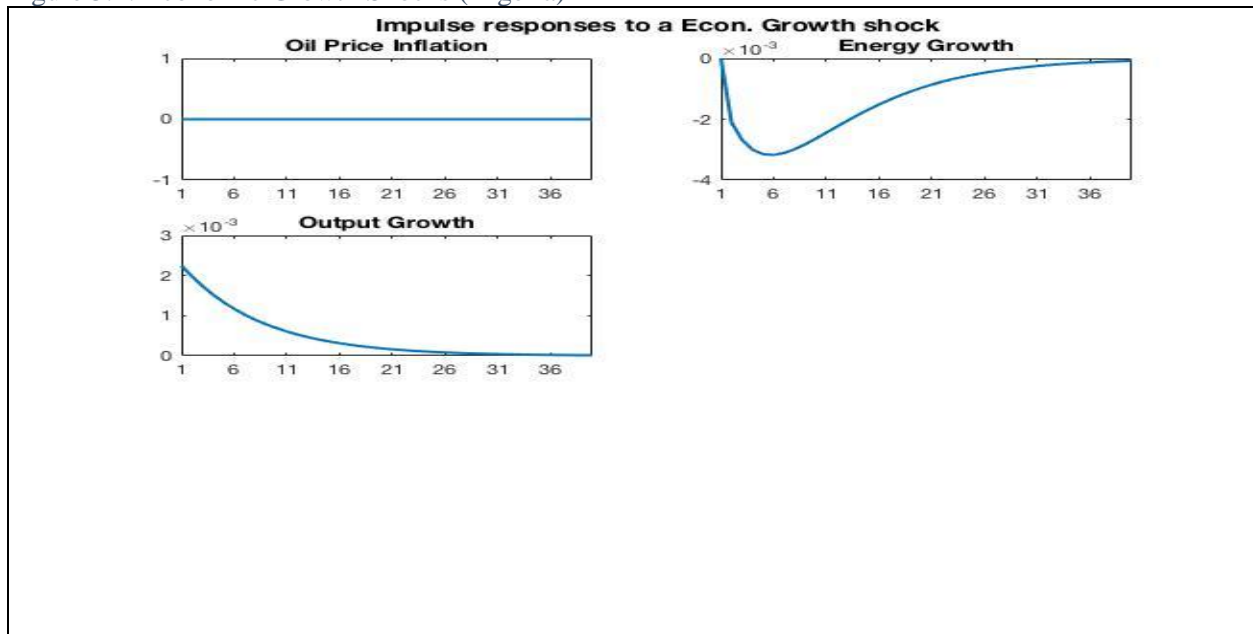 Impulse responses to a Econ. Growth shock
Oil Price Inflation
1
0
-1
1 6 11 16 21 26 31 36
Energy Growth
×10-3
0
-2
-4
1 6 11 16 21 26 31 36
Output Growth
×10-3
3
2
1
0
1 6 11 16 21 26 31 36